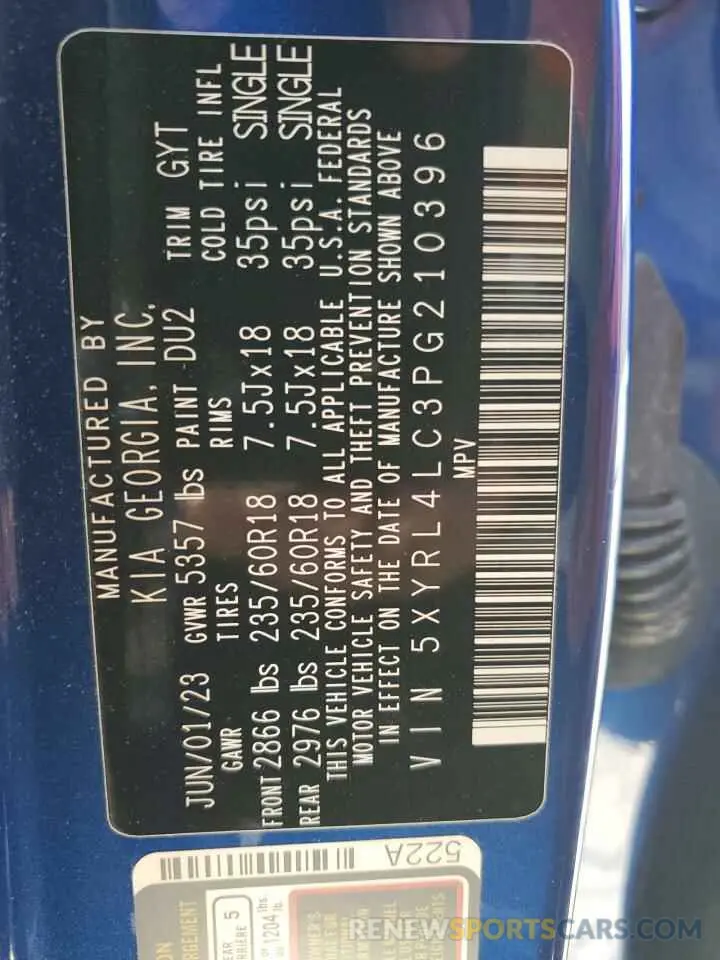 MANUFACTURED BY
KIA GEORGIA, INC.
JUN/01/23 GVWR 5357 lbs PAINT DU2 TRIM GYT
GAWR TIRES RIMS COLD TIRE INFL
FRONT 2866 lbs 235/60R18 7.5Jx18 35psi SINGLE
REAR 2976 lbs 235/60R18 7.5Jx18 35psi SINGLE
THIS VEHICLE CONFORMS TO ALL APPLICABLE U.S.A. FEDERAL
MOTOR VEHICLE SAFETY AND THEFT PREVENTION STANDARDS
IN EFFECT ON THE DATE OF MANUFACTURE SHOWN ABOVE
VIN 5XYRL4LC3PG210396
MPV
522A
5
1204 lb.
RENEWSPORTSCARS.COM